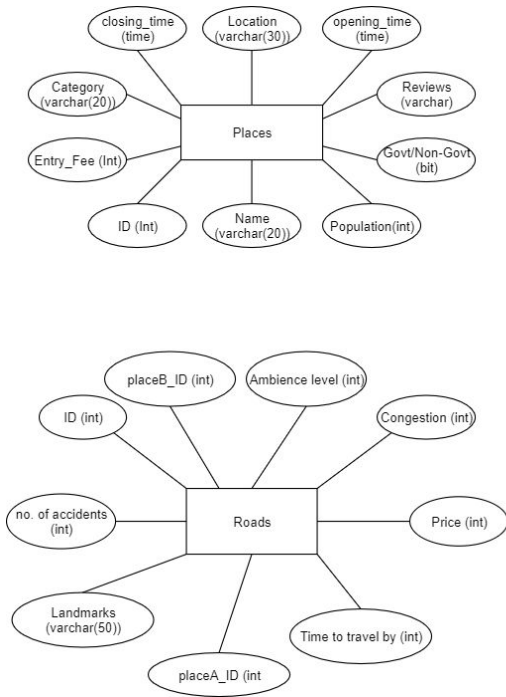 closing_time
(time)
Location
(varchar(30))
opening_time
(time)
Category
(varchar(20))
Reviews
(varchar)
Places
Entry_Fee (Int)
Govt/Non-Govt
(bit)
ID (Int)
Name
(varchar(20))
Population(int)
placeB_ID (int)
Ambience level (int)
ID (int)
Congestion (int)
no. of accidents
(int)
Roads
Price (int)
Landmarks
(varchar(50))
Time to travel by (int)
placeA_ID (int